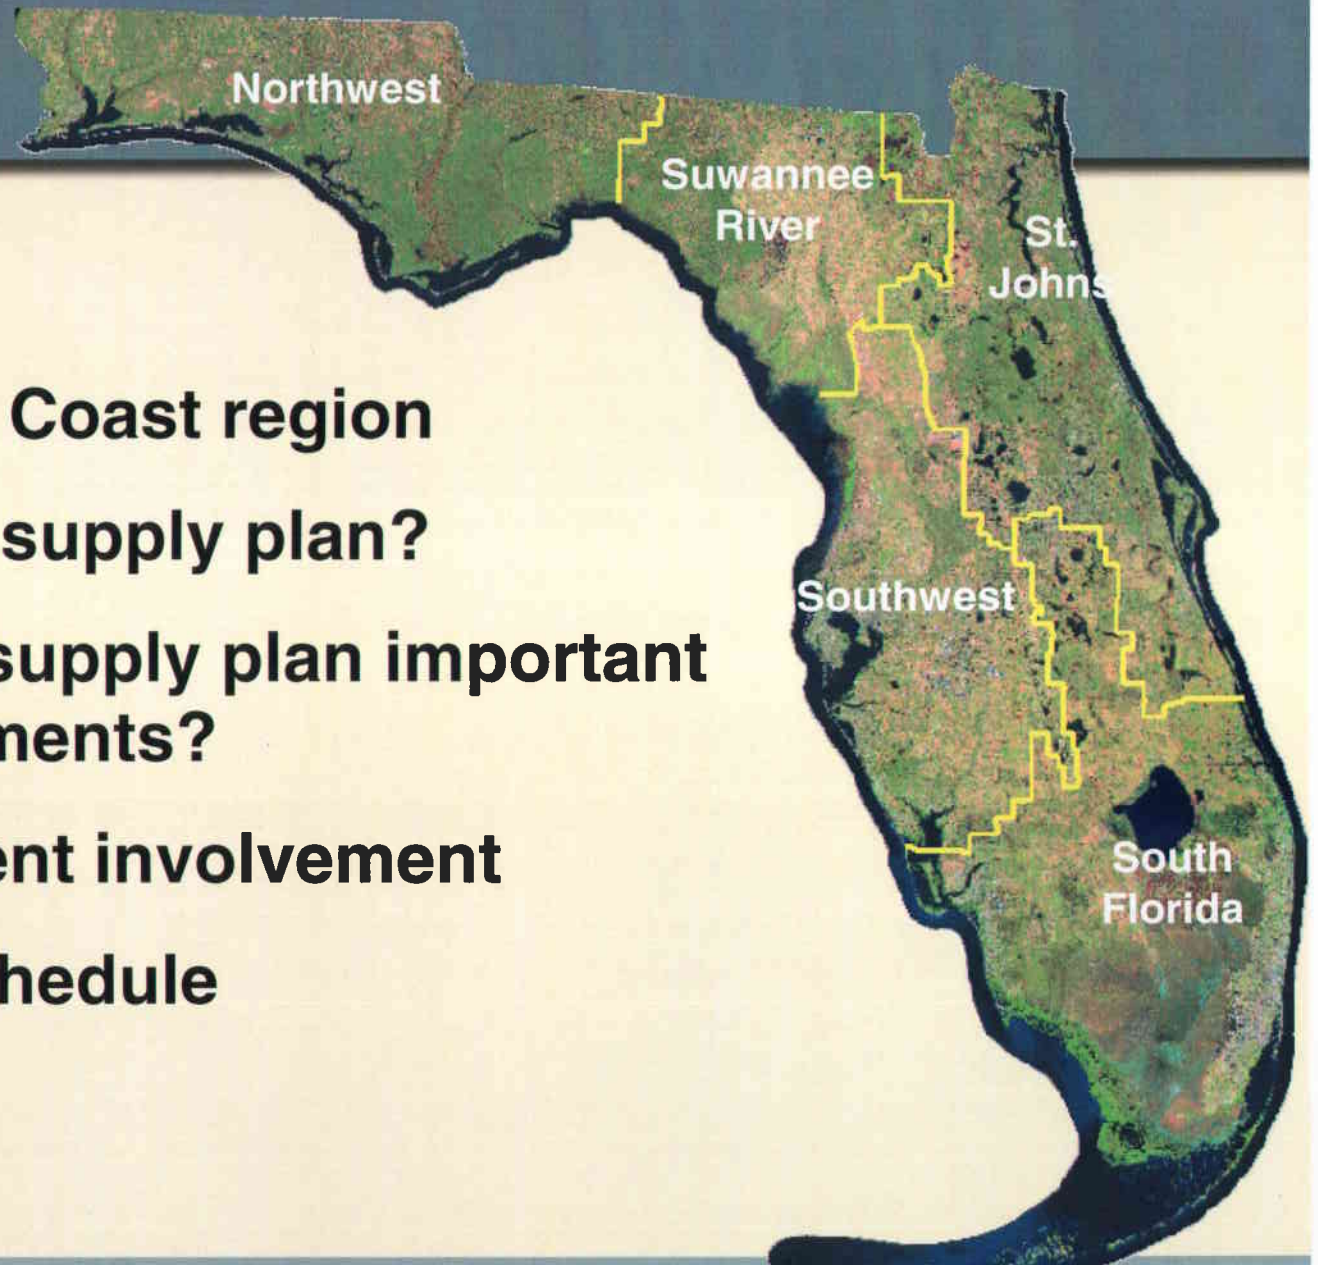 Northwest
Suwannee
River
St.
Johns
Coast region
supply plan?
supply plan important
ments?
ent involvement
hedule
Southwest
South
Florida